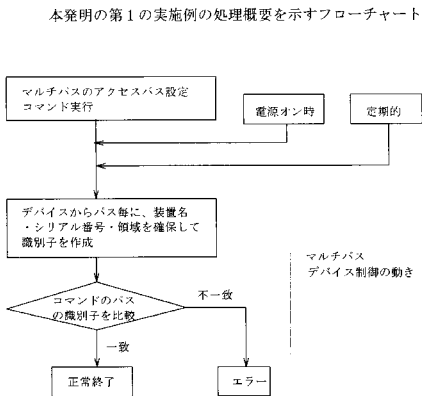 本発明の第1の実施例の処理概要を示すフローチャート
マルチパスのアクセスパス設定
コマンド実行
電源オン時
定期的
デバイスからパス毎に、装置名
・シリアル番号・領域を確保して
識別子を作成
マルチパス
デバイス制御の動き
コマンドのパス
の識別子を比較
不一致
一致
正常終了
エラー